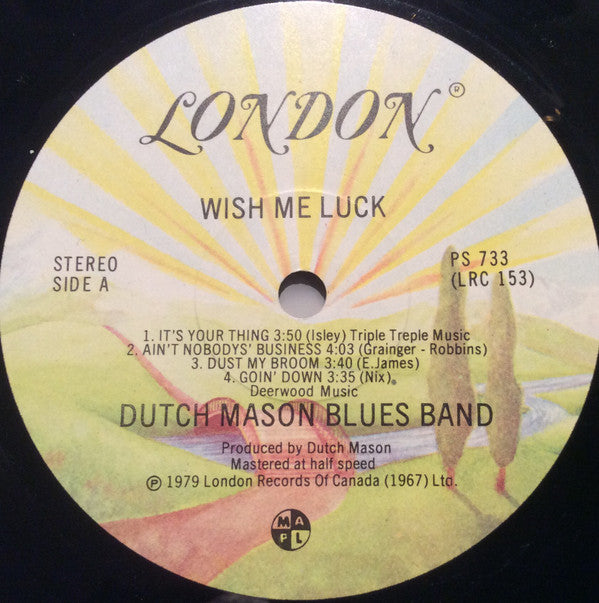 LONDON®
WISH ME LUCK
STEREO
SIDE A
PS 733
(LRC 153)
1. IT'S YOUR THING 3:50 (Isley) Triple Treple Music
2. AIN'T NOBODYS' BUSINESS 4:03 (Grainger - Robbins)
3. DUST MY BROOM 3:40 (E.James)
4. GOIN' DOWN 3:35 (Nix).
Deerwood Music
DUTCH MASON BLUES BAND
Produced by Dutch Mason
Mastered at half speed
℗ 1979 London Records Of Canada (1967) Ltd.
M A
P L